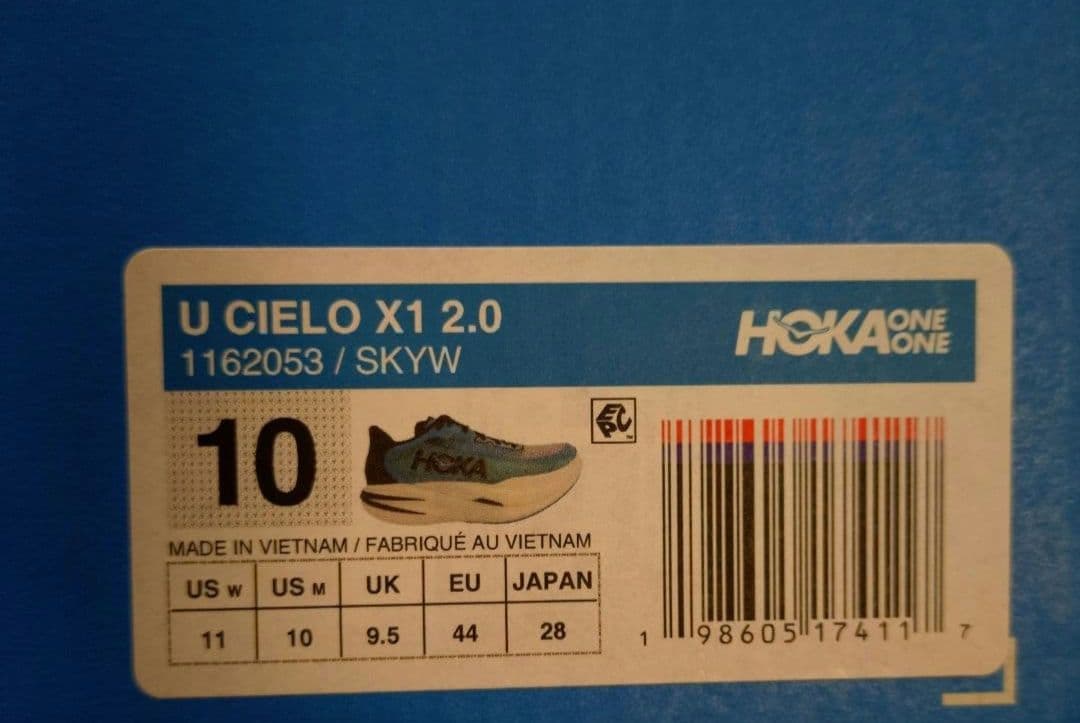 U CIELO X1 2.0
1162053 / SKYW
HOKA ONE ONE
10
HOKA
EPC
MADE IN VIETNAM / FABRIQUÉ AU VIETNAM
US W US M UK EU JAPAN
11 10 9.5 44 28
1 98605 17411 7